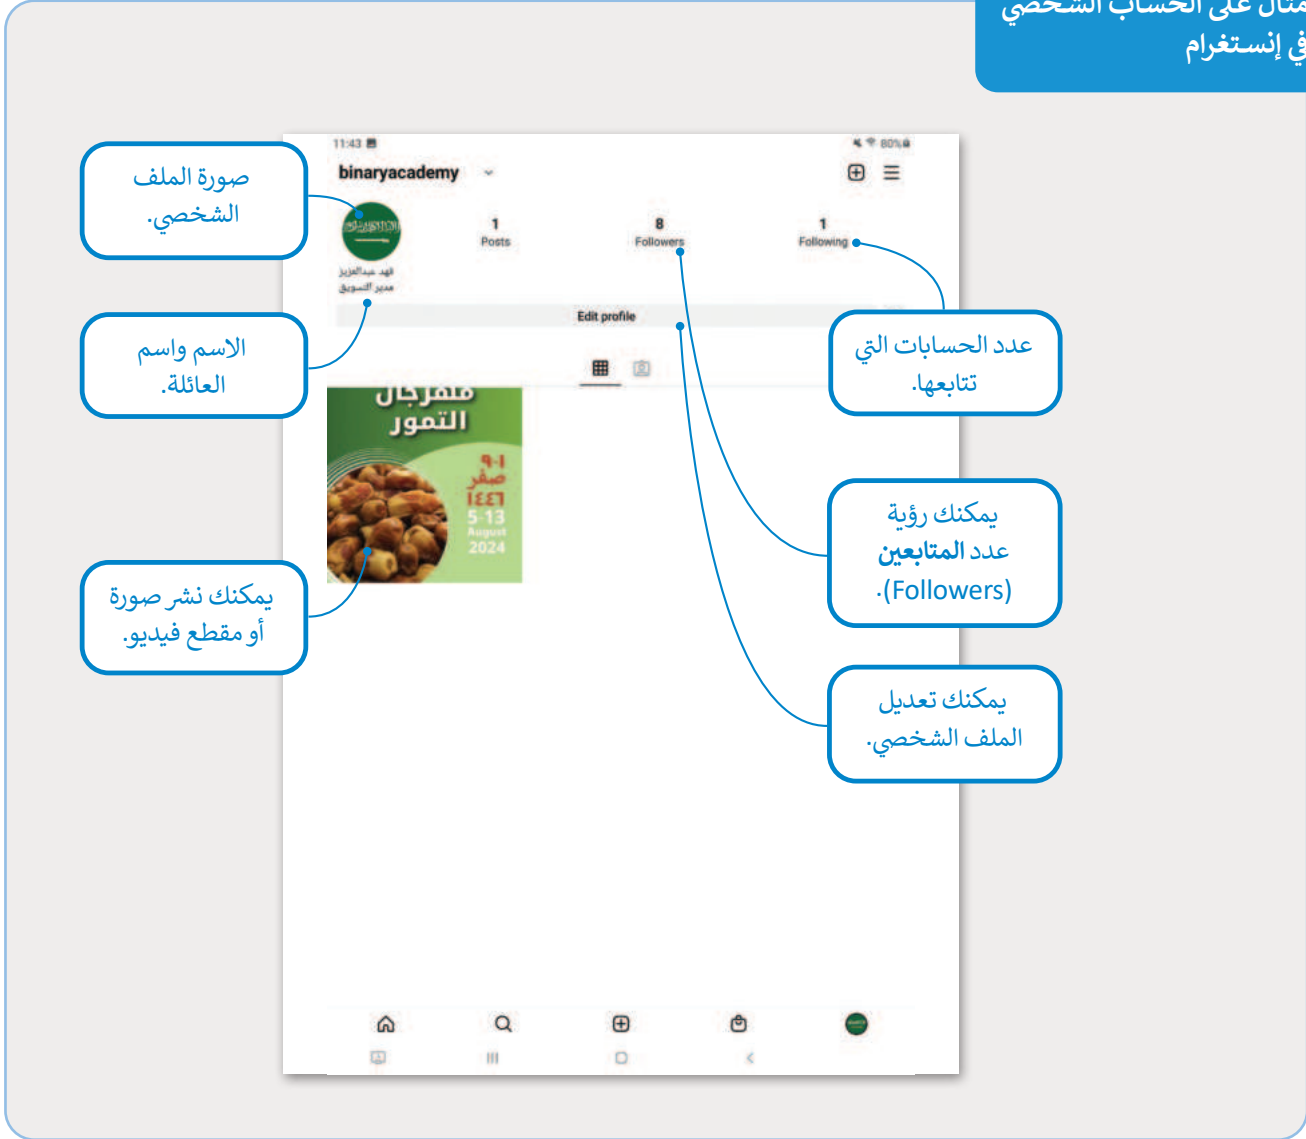 مثال على الحساب الشخصي
في إنستغرام
11:43
80%
binaryacademy
صورة الملف
الشخصي.
1
Posts
8
Followers
1
Following
فهد عبدالعزيز
مدير التسويق
Edit profile
الاسم واسم
العائلة.
عدد الحسابات التي
تتابعها.
مهرجان
التمور
٩-١
صفر
١٤٤٦
5-13
August
2024
يمكنك رؤية
عدد المتابعين
(Followers).
يمكنك نشر صورة
أو مقطع فيديو.
يمكنك تعديل
الملف الشخصي.